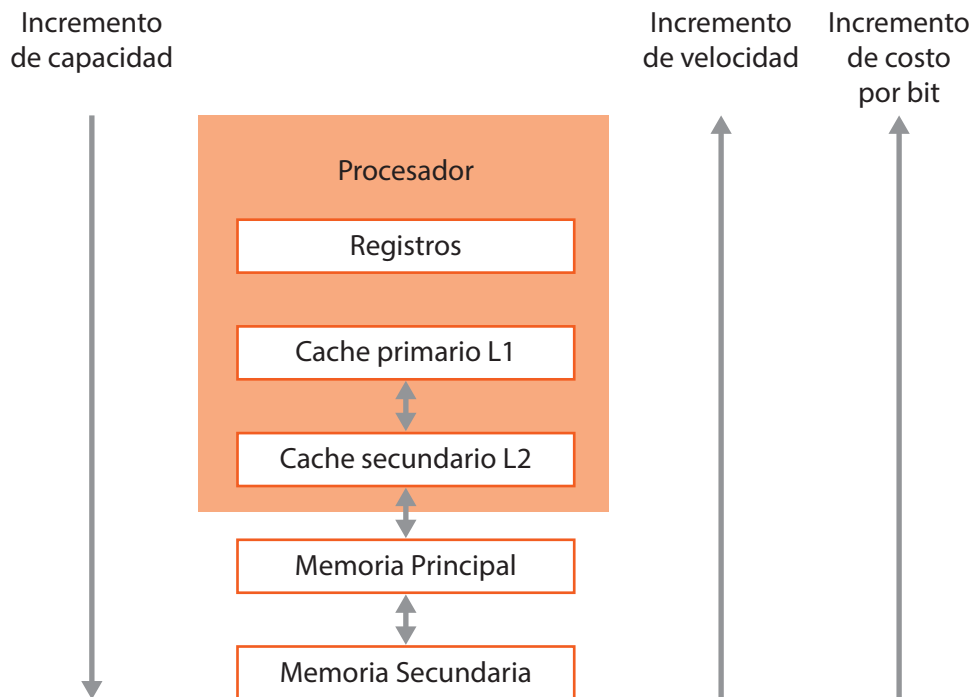 Incremento
de capacidad
Incremento
de velocidad
Incremento
de costo
por bit
Procesador
Registros
Cache primario L1
Cache secundario L2
Memoria Principal
Memoria Secundaria